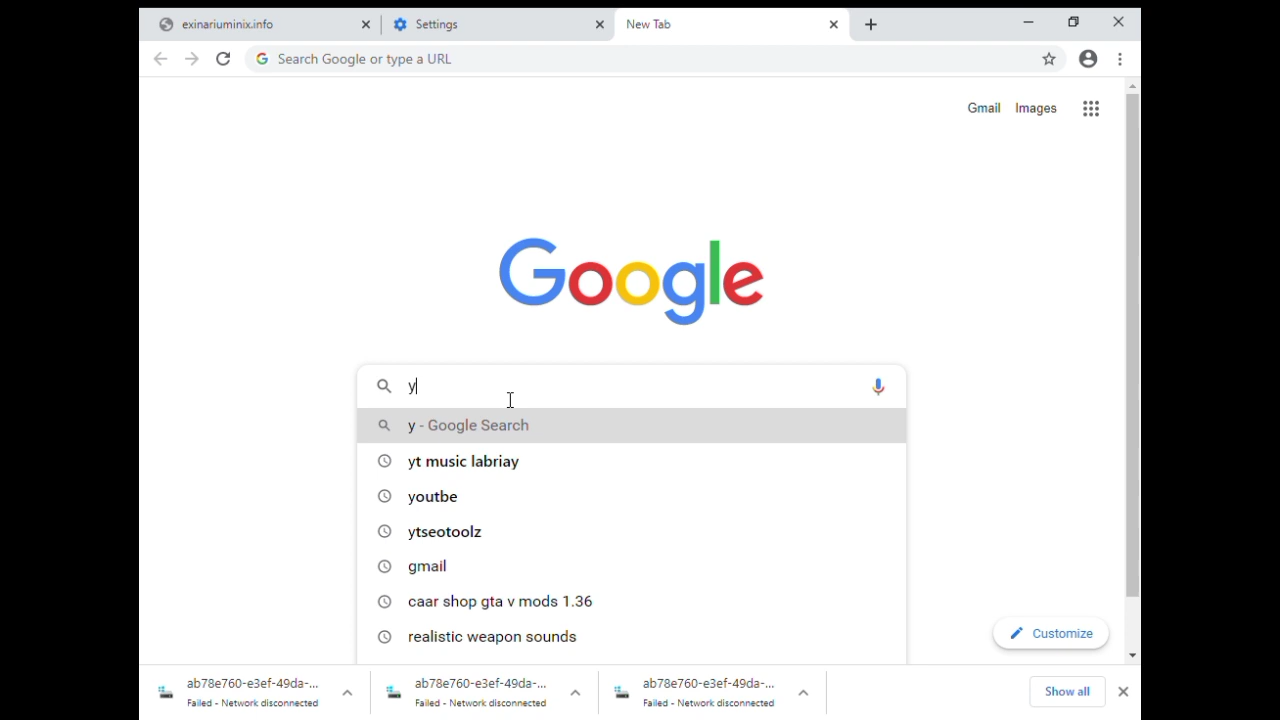 exinariuminix.info
Settings
New Tab
Search Google or type a URL
Gmail Images
Google
y
y - Google Search
yt music labriay
youtbe
ytseotoolz
gmail
caar shop gta v mods 1.36
realistic weapon sounds
Customize
ab78e760-e3ef-49da-... ab78e760-e3ef-49da-... ab78e760-e3ef-49da-...
Failed - Network disconnected Failed - Network disconnected Failed - Network disconnected
Show all